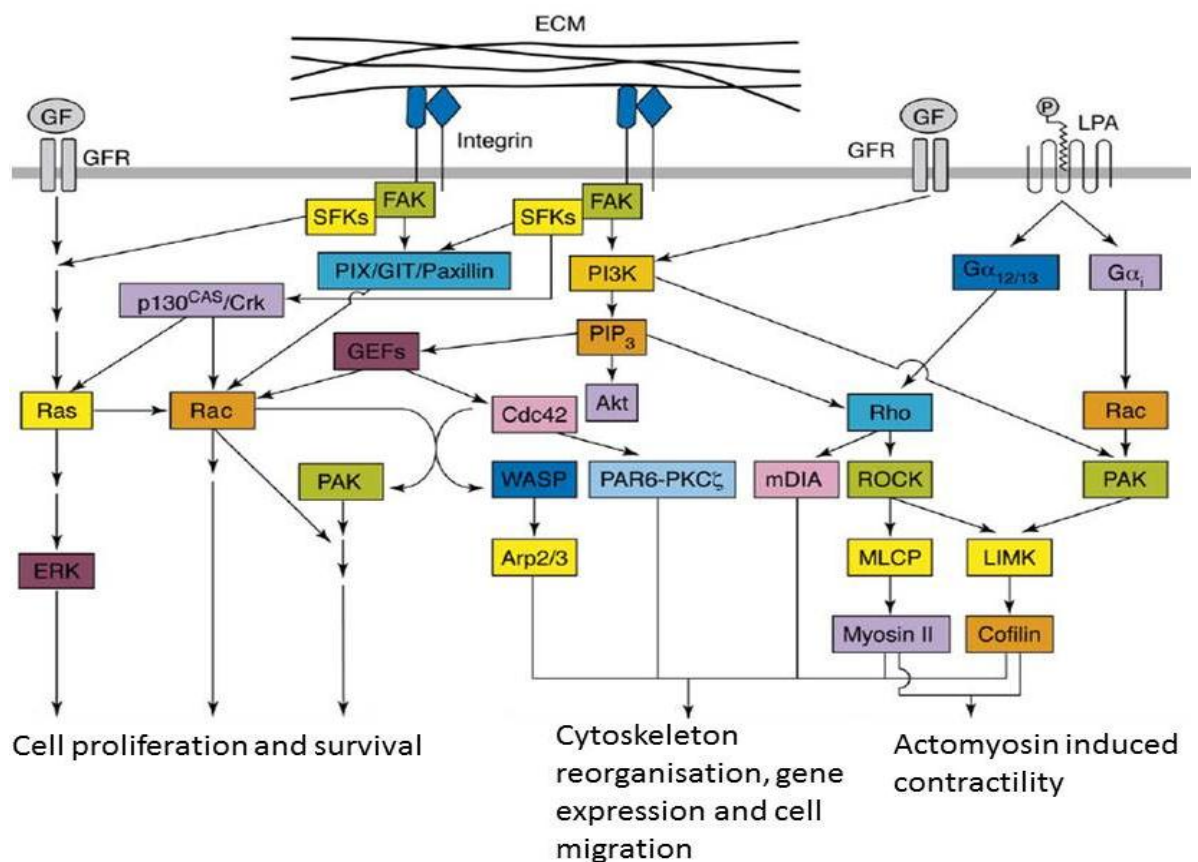 ECM
GF
GF
P
LPA
Integrin
GFR
GFR
FAK
FAK
SFKs
SFKs
PIX/GIT/Paxillin
PI3K
Gα12/13
Gαi
p130CAS/Crk
GEFs
PIP3
Akt
Ras
Rac
Cdc42
Rho
Rac
PAK
WASP
PAR6-PKCζ
mDIA
ROCK
PAK
ERK
Arp2/3
MLCP
LIMK
Myosin II
Cofilin
Cell proliferation and survival
Cytoskeleton
reorganisation, gene
expression and cell
migration
Actomyosin induced
contractility